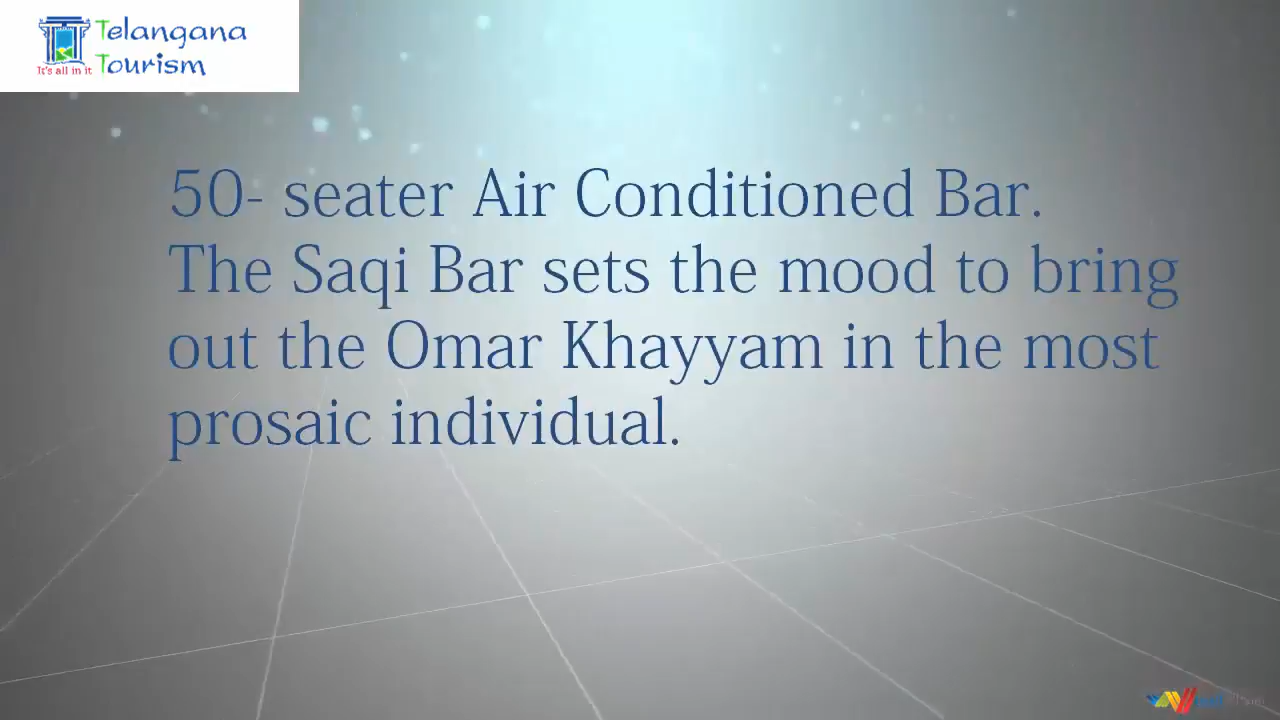 Telangana
Tourism
It's all in it
50- seater Air Conditioned Bar.
The Saqi Bar sets the mood to bring
out the Omar Khayyam in the most
prosaic individual.